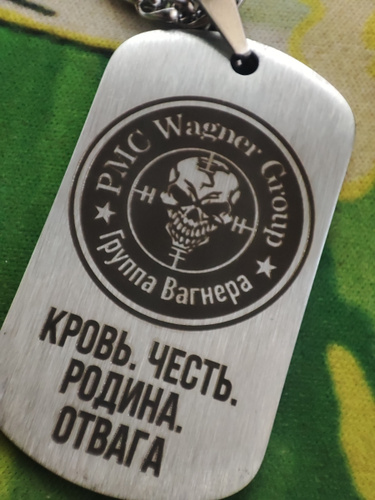 PMC Wagner Group
Группа Вагнера
КРОВЬ. ЧЕСТЬ.
РОДИНА.
ОТВАГА